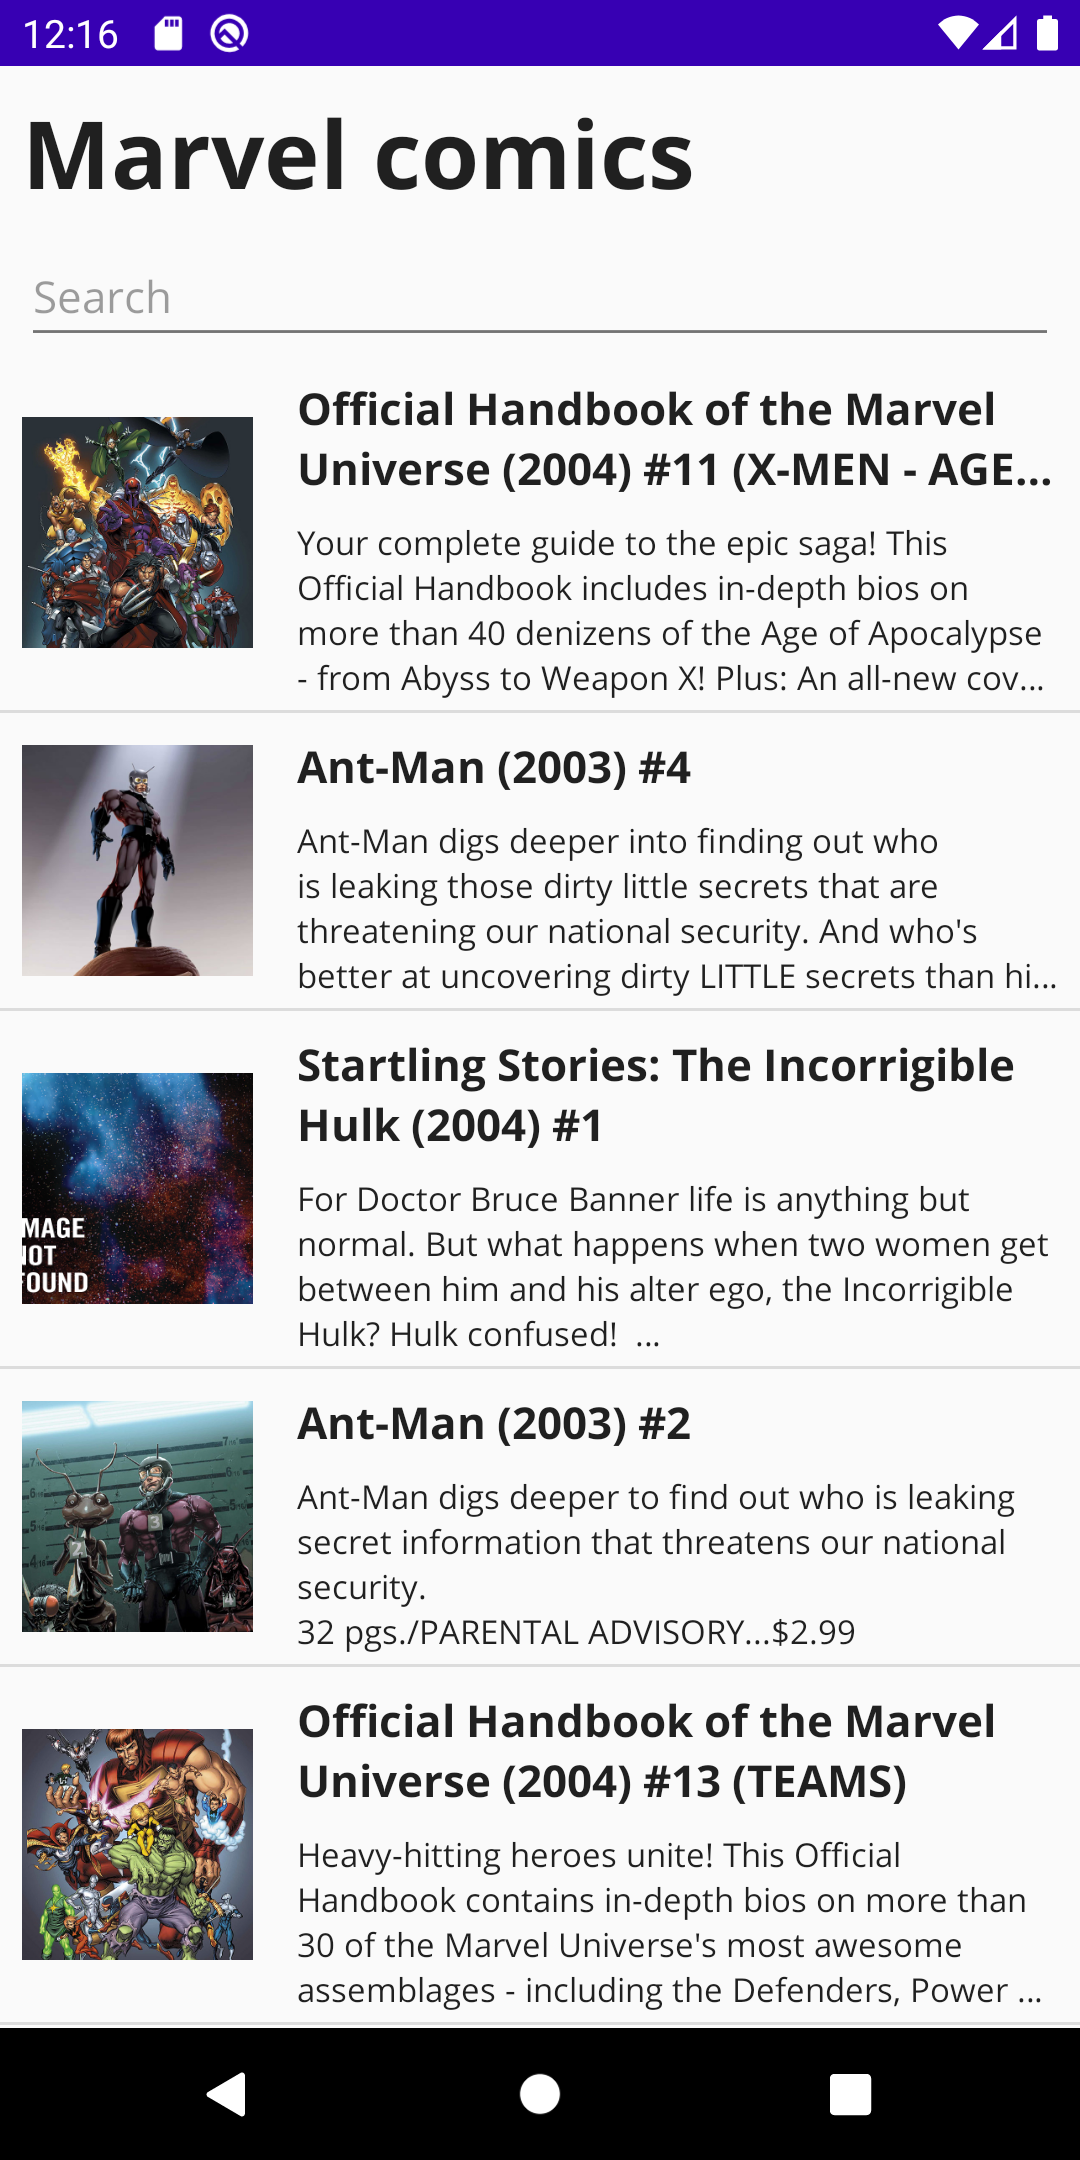 12:16
Marvel comics
Search
Official Handbook of the Marvel
Universe (2004) #11 (X-MEN - AGE...
Your complete guide to the epic saga! This
Official Handbook includes in-depth bios on
more than 40 denizens of the Age of Apocalypse
- from Abyss to Weapon X! Plus: An all-new cov...
Ant-Man (2003) #4
Ant-Man digs deeper into finding out who
is leaking those dirty little secrets that are
threatening our national security. And who's
better at uncovering dirty LITTLE secrets than hi...
Startling Stories: The Incorrigible
Hulk (2004) #1
MAGE
OT
OUND
For Doctor Bruce Banner life is anything but
normal. But what happens when two women get
between him and his alter ego, the Incorrigible
Hulk? Hulk confused!  ...
Ant-Man (2003) #2
2
3
Ant-Man digs deeper to find out who is leaking
secret information that threatens our national
security.
32 pgs./PARENTAL ADVISORY...$2.99
Official Handbook of the Marvel
Universe (2004) #13 (TEAMS)
Heavy-hitting heroes unite! This Official
Handbook contains in-depth bios on more than
30 of the Marvel Universe's most awesome
assemblages - including the Defenders, Power ...